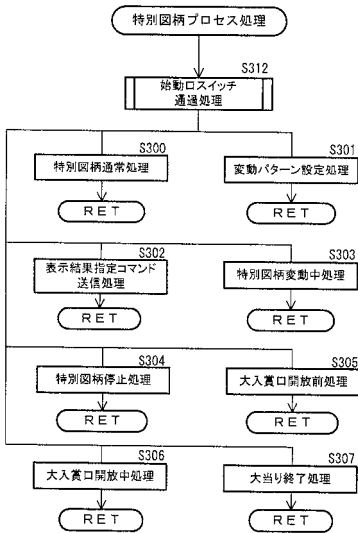 特別図柄プロセス処理
S312
始動口スイッチ
通過処理
S300
特別図柄通常処理
RET
S301
変動パターン設定処理
RET
S302
表示結果指定コマンド
送信処理
RET
S303
特別図柄変動中処理
RET
S304
特別図柄停止処理
RET
S305
大入賞口開放前処理
RET
S306
大入賞口開放中処理
RET
S307
大当り終了処理
RET